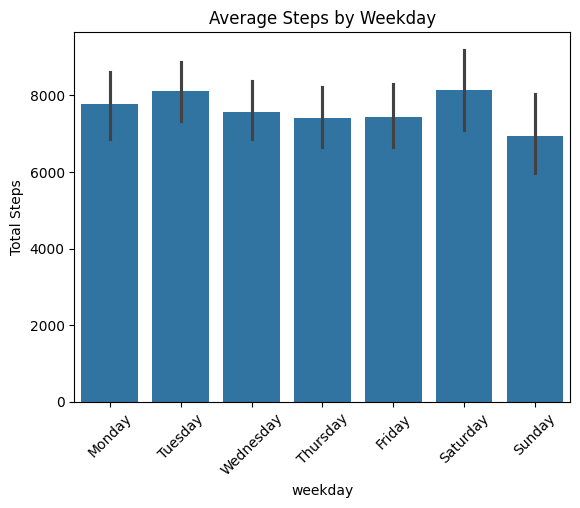 Average Steps by Weekday
Total Steps
8000
6000
4000
2000
0
Monday
Tuesday
Wednesday
Thursday
Friday
Saturday
Sunday
weekday